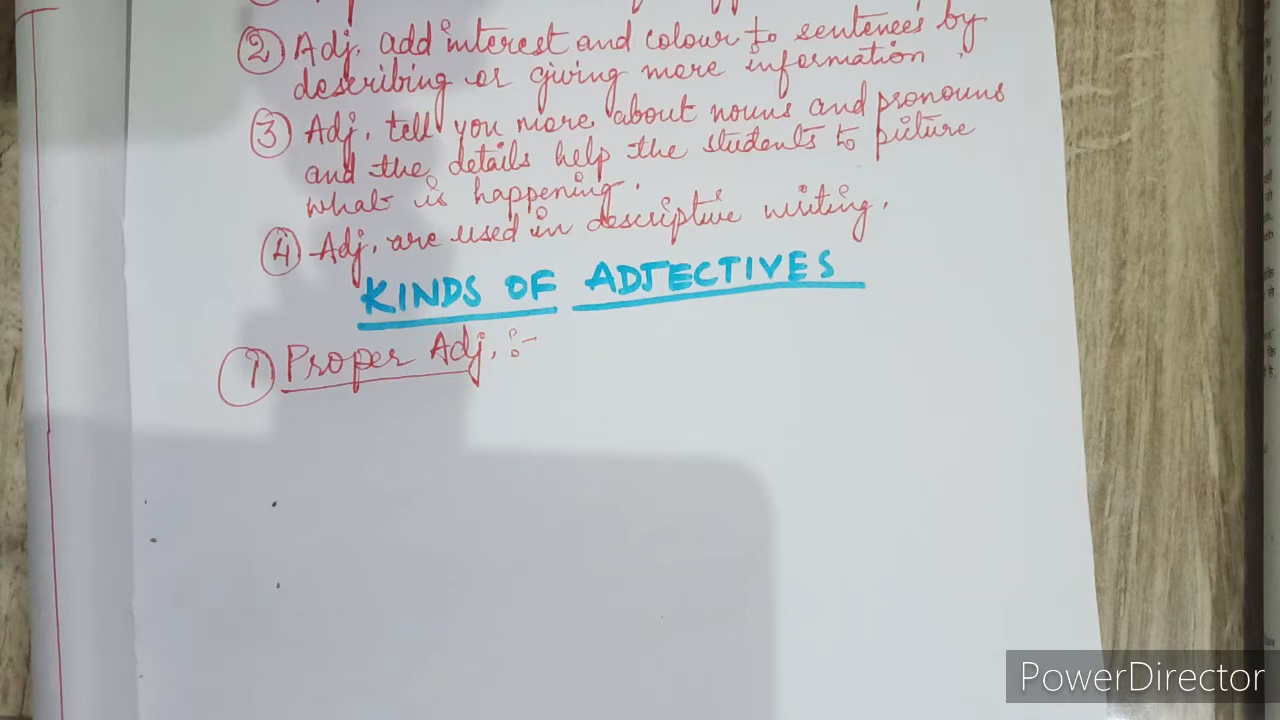 ② Adj. add interest and colour to sentences by
describing or giving more information.
③ Adj. tell you more about nouns and pronouns
and the details help the students to picture
what is happening.
④ Adj. are used in descriptive writing.
KINDS OF ADJECTIVES
① Proper Adj. :-
PowerDirector